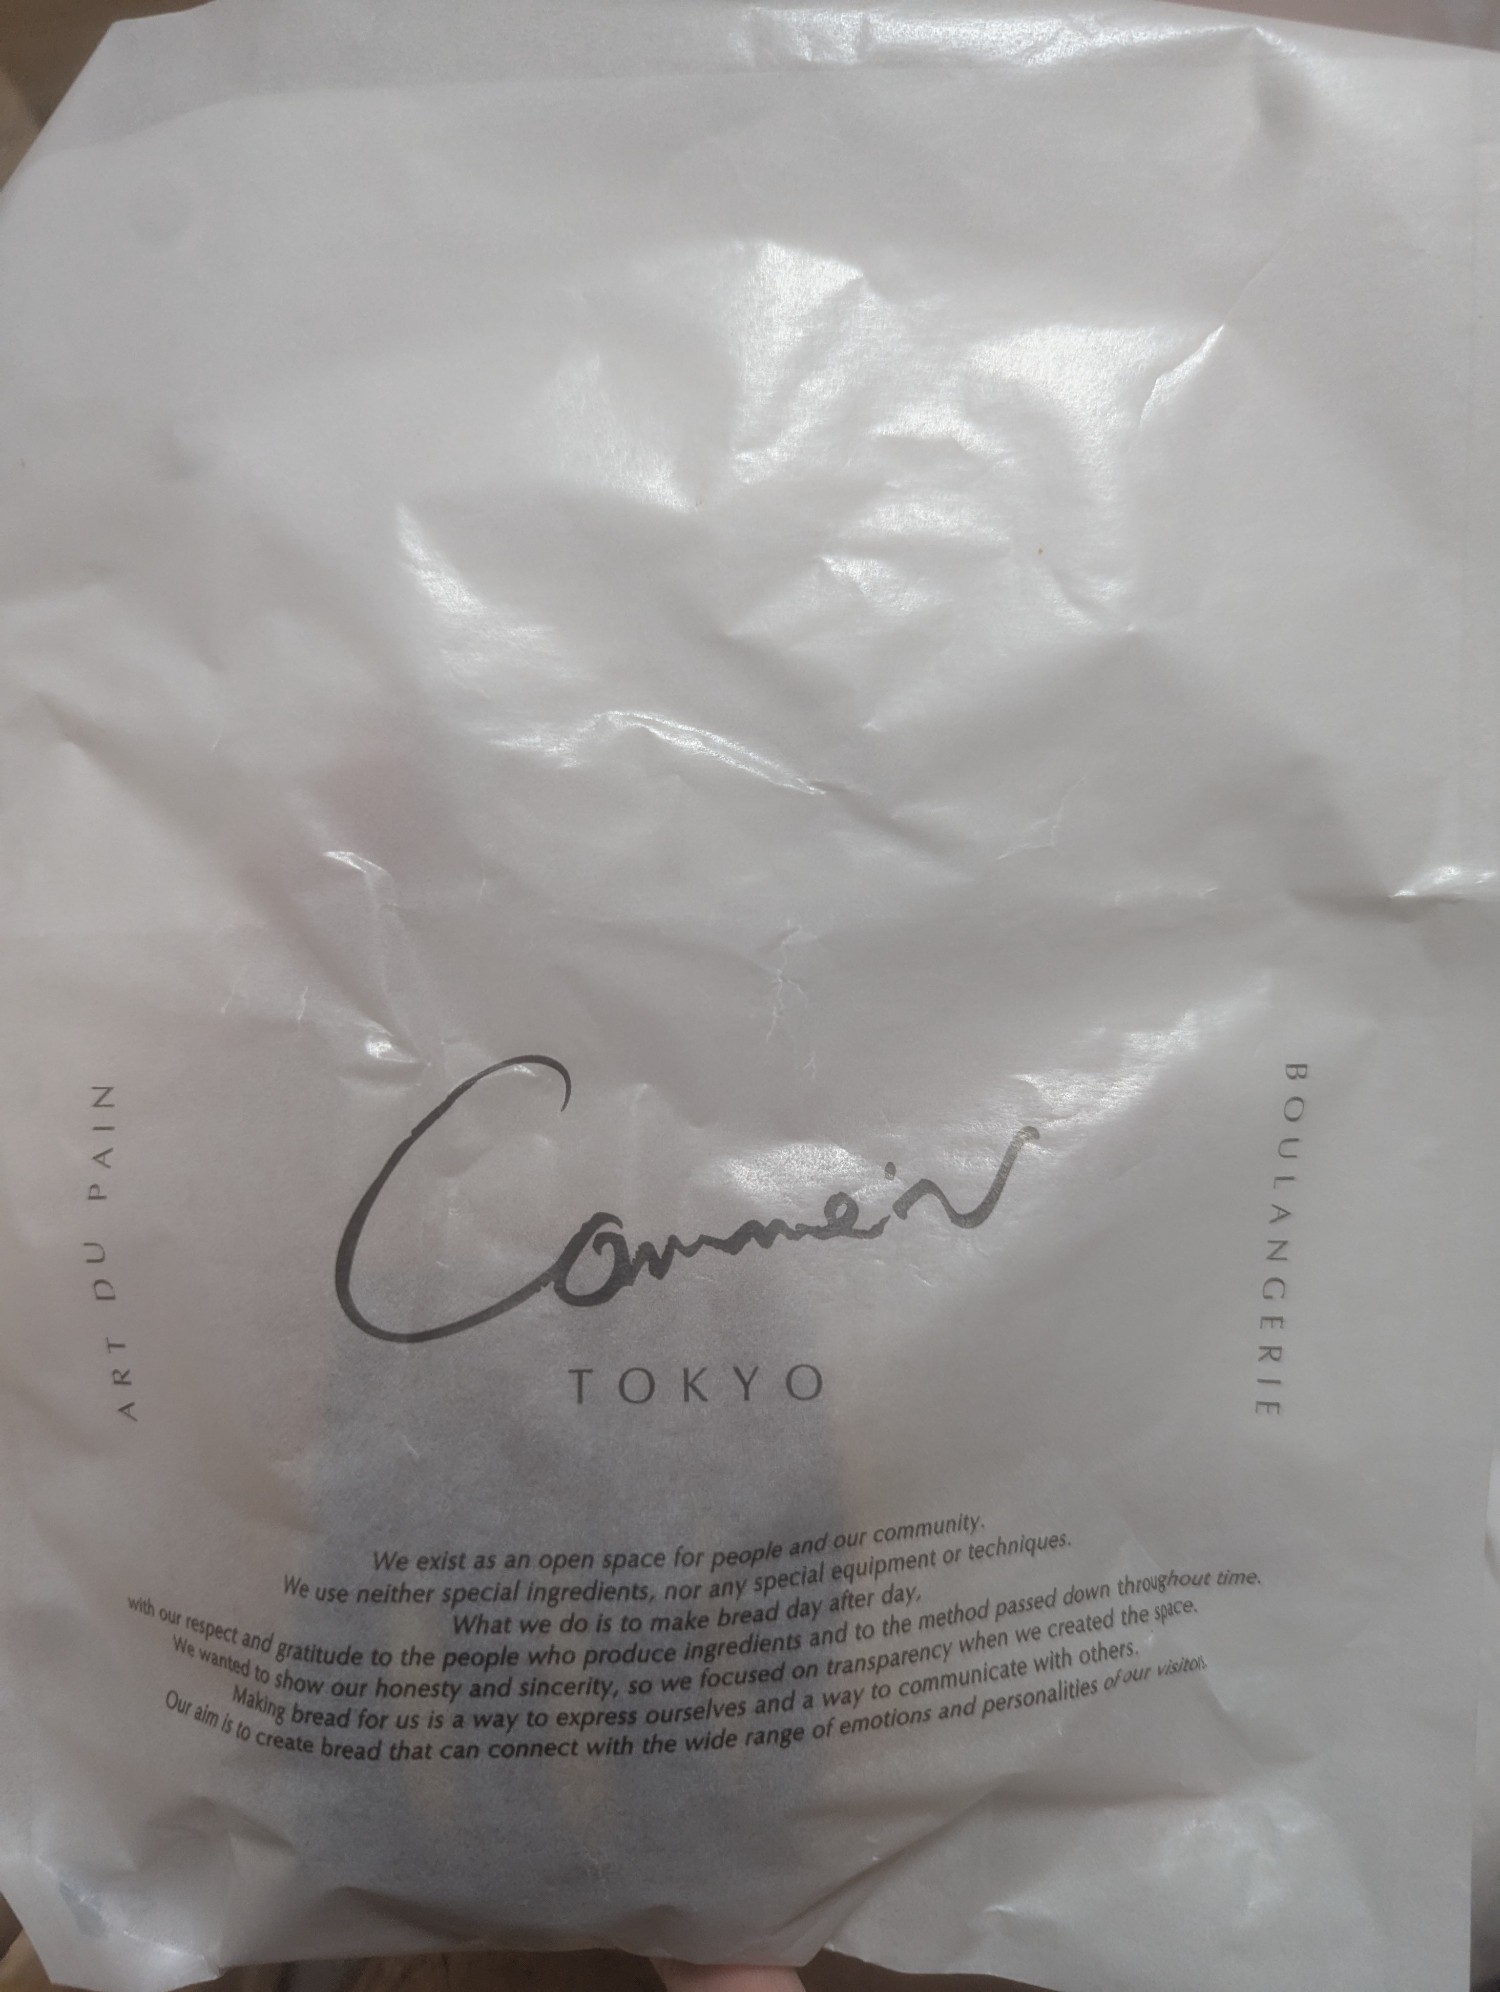 Comme'N
TOKYO
ART DU PAIN
BOULANGERIE
We exist as an open space for people and our community.
We use neither special ingredients, nor any special equipment or techniques.
What we do is to make bread day after day,
with our respect and gratitude to the people who produce ingredients and to the method passed down throughout time.
We wanted to show our honesty and sincerity, so we focused on transparency when we created the space.
Making bread for us is a way to express ourselves and a way to communicate with others.
Our aim is to create bread that can connect with the wide range of emotions and personalities of our visitors.